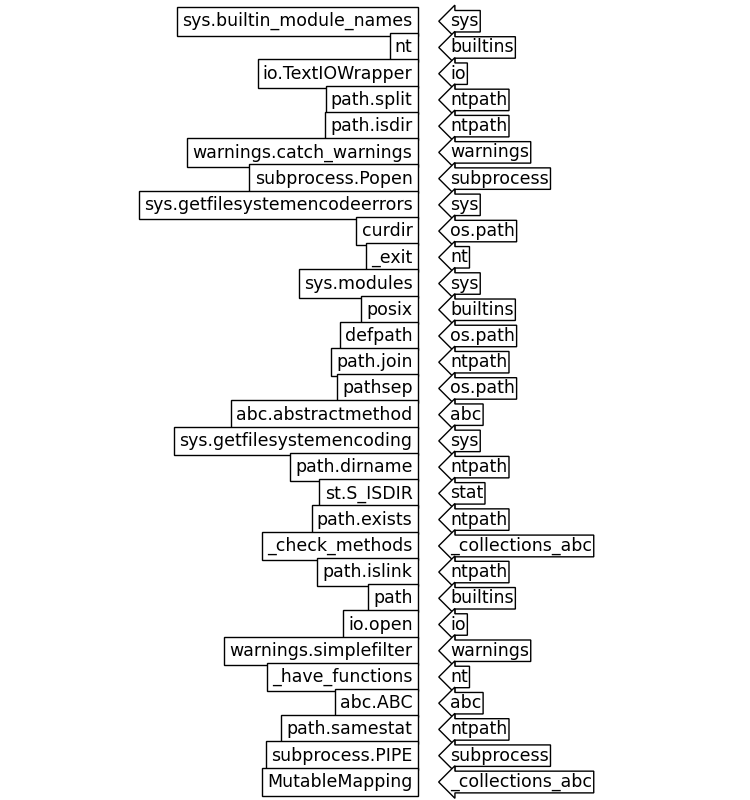 sys.builtin_module_names sys
nt builtins
io.TextIOWrapper io
path.split ntpath
path.isdir ntpath
warnings.catch_warnings warnings
subprocess.Popen subprocess
sys.getfilesystemencodeerrors sys
curdir os.path
_exit nt
sys.modules sys
posix builtins
defpath os.path
path.join ntpath
pathsep os.path
abc.abstractmethod abc
sys.getfilesystemencoding sys
path.dirname ntpath
st.S_ISDIR stat
path.exists ntpath
_check_methods _collections_abc
path.islink ntpath
path builtins
io.open io
warnings.simplefilter warnings
_have_functions nt
abc.ABC abc
path.samestat ntpath
subprocess.PIPE subprocess
MutableMapping _collections_abc